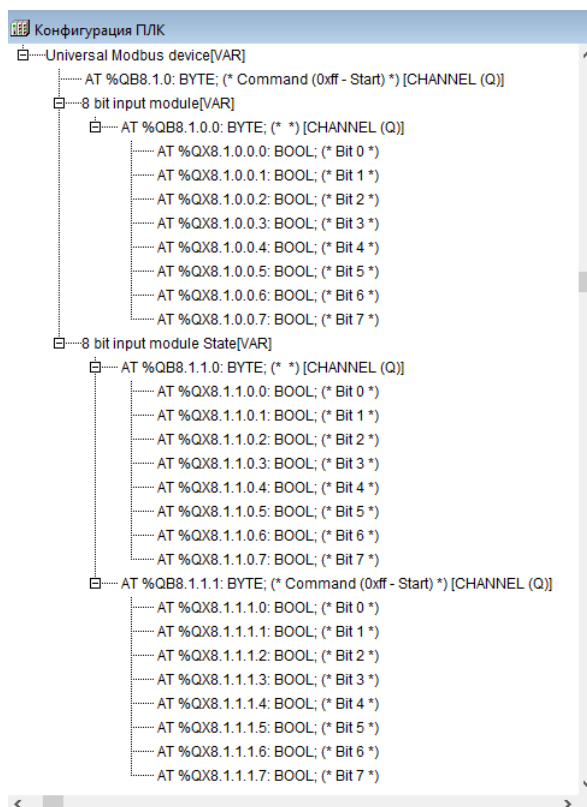 Конфигурация ПЛК
Universal Modbus device[VAR]
AT %QB8.1.0: BYTE; (* Command (0xff - Start) *) [CHANNEL (Q)]
8 bit input module[VAR]
AT %QB8.1.0.0: BYTE; (* *) [CHANNEL (Q)]
AT %QX8.1.0.0.0: BOOL; (* Bit 0 *)
AT %QX8.1.0.0.1: BOOL; (* Bit 1 *)
AT %QX8.1.0.0.2: BOOL; (* Bit 2 *)
AT %QX8.1.0.0.3: BOOL; (* Bit 3 *)
AT %QX8.1.0.0.4: BOOL; (* Bit 4 *)
AT %QX8.1.0.0.5: BOOL; (* Bit 5 *)
AT %QX8.1.0.0.6: BOOL; (* Bit 6 *)
AT %QX8.1.0.0.7: BOOL; (* Bit 7 *)
8 bit input module State[VAR]
AT %QB8.1.1.0: BYTE; (* *) [CHANNEL (Q)]
AT %QX8.1.1.0.0: BOOL; (* Bit 0 *)
AT %QX8.1.1.0.1: BOOL; (* Bit 1 *)
AT %QX8.1.1.0.2: BOOL; (* Bit 2 *)
AT %QX8.1.1.0.3: BOOL; (* Bit 3 *)
AT %QX8.1.1.0.4: BOOL; (* Bit 4 *)
AT %QX8.1.1.0.5: BOOL; (* Bit 5 *)
AT %QX8.1.1.0.6: BOOL; (* Bit 6 *)
AT %QX8.1.1.0.7: BOOL; (* Bit 7 *)
AT %QB8.1.1.1: BYTE; (* Command (0xff - Start) *) [CHANNEL (Q)]
AT %QX8.1.1.1.0: BOOL; (* Bit 0 *)
AT %QX8.1.1.1.1: BOOL; (* Bit 1 *)
AT %QX8.1.1.1.2: BOOL; (* Bit 2 *)
AT %QX8.1.1.1.3: BOOL; (* Bit 3 *)
AT %QX8.1.1.1.4: BOOL; (* Bit 4 *)
AT %QX8.1.1.1.5: BOOL; (* Bit 5 *)
AT %QX8.1.1.1.6: BOOL; (* Bit 6 *)
AT %QX8.1.1.1.7: BOOL; (* Bit 7 *)